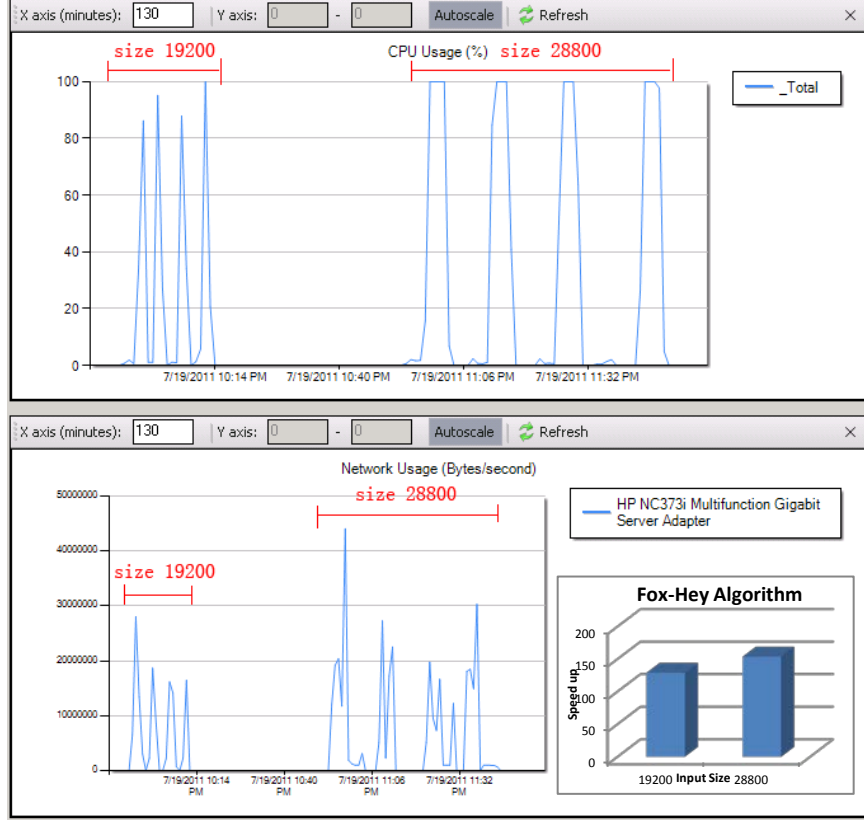 X axis (minutes): 130 Y axis: 0 - 0 Autoscale Refresh
size 19200 CPU Usage (%) size 28800
100
80
60
40
20
0
_Total
7/19/2011 10:14 PM 7/19/2011 10:40 PM 7/19/2011 11:06 PM 7/19/2011 11:32 PM
X axis (minutes): 130 Y axis: 0 - 0 Autoscale Refresh
Network Usage (Bytes/second)
size 28800
size 19200
50000000
40000000
30000000
20000000
10000000
0
HP NC373i Multifunction Gigabit
Server Adapter
7/19/2011 10:14 PM 7/19/2011 10:40 PM 7/19/2011 11:06 PM 7/19/2011 11:32 PM
Fox-Hey Algorithm
Speed up
200
150
100
50
0
19200 Input Size 28800